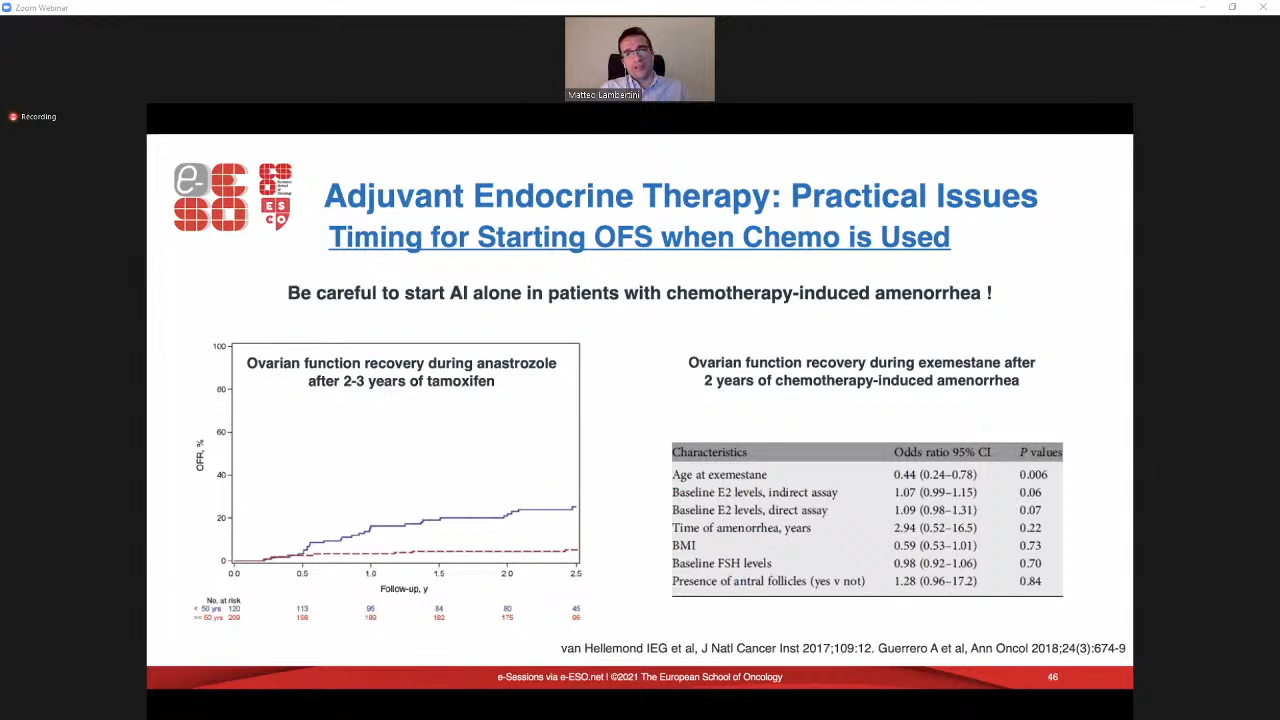 Zoom Webinar
Matteo Lambertini
Recording
e-ESO
ESCO
Adjuvant Endocrine Therapy: Practical Issues
Timing for Starting OFS when Chemo is Used
Be careful to start AI alone in patients with chemotherapy-induced amenorrhea !
Ovarian function recovery during anastrozole
after 2-3 years of tamoxifen
OFR, %
100
80
60
40
20
0
0.0 0.5 1.0 1.5 2.0 2.5
Follow-up, y
No. at risk
< 50 yrs 120 113 95 84 80 45
>= 50 yrs 209 198 189 182 175 96
Ovarian function recovery during exemestane after
2 years of chemotherapy-induced amenorrhea
Characteristics Odds ratio 95% CI P values
Age at exemestane 0.44 (0.24–0.78) 0.006
Baseline E2 levels, indirect assay 1.07 (0.99–1.15) 0.06
Baseline E2 levels, direct assay 1.09 (0.98–1.31) 0.07
Time of amenorrhea, years 2.94 (0.52–16.5) 0.22
BMI 0.59 (0.53–1.01) 0.73
Baseline FSH levels 0.98 (0.92–1.06) 0.70
Presence of antral follicles (yes v not) 1.28 (0.96–17.2) 0.84
van Hellemond IEG et al, J Natl Cancer Inst 2017;109:12. Guerrero A et al, Ann Oncol 2018;24(3):674-9
e-Sessions via e-ESO.net I ©2021 The European School of Oncology
46